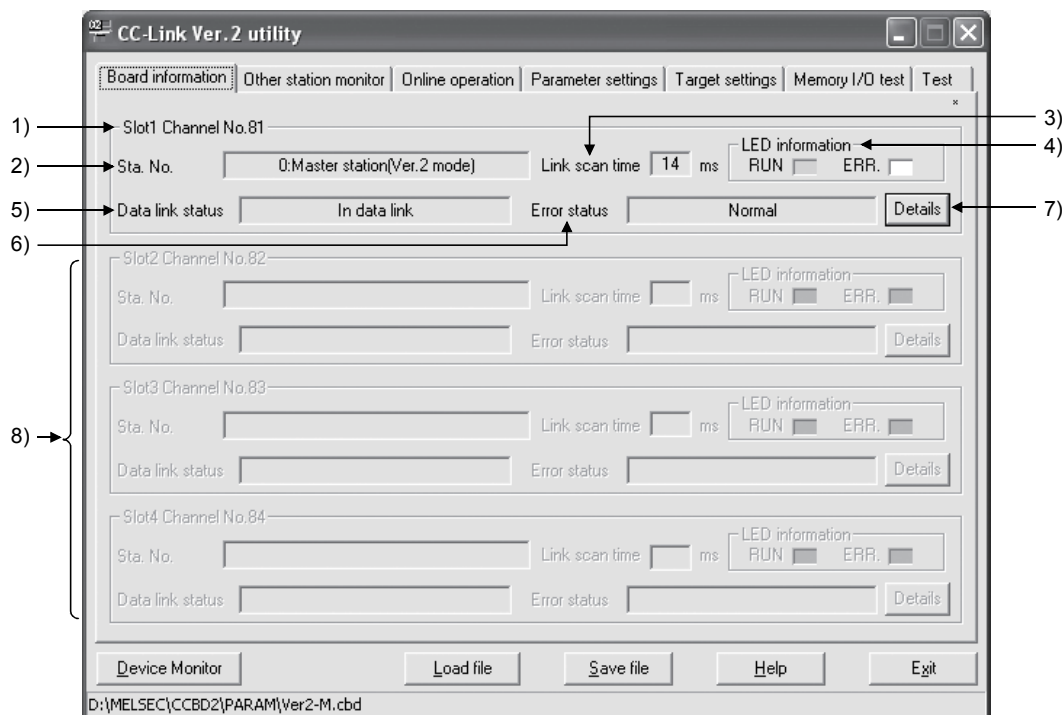 CC-Link Ver.2 utility
Board information Other station monitor Online operation Parameter settings Target settings Memory I/O test Test
1) Slot1 Channel No.81 3)
LED information 4)
2) Sta. No. 0:Master station(Ver.2 mode) Link scan time 14 ms RUN ERR.
5) Data link status In data link Error status Normal Details 7)
6)
Slot2 Channel No.82
LED information
Sta. No. Link scan time ms RUN ERR.
Data link status Error status Details
Slot3 Channel No.83
LED information
8) Sta. No. Link scan time ms RUN ERR.
Data link status Error status Details
Slot4 Channel No.84
LED information
Sta. No. Link scan time ms RUN ERR.
Data link status Error status Details
Device Monitor Load file Save file Help Exit
D:\MELSEC\CCBD2\PARAM\Ver2-M.cbd